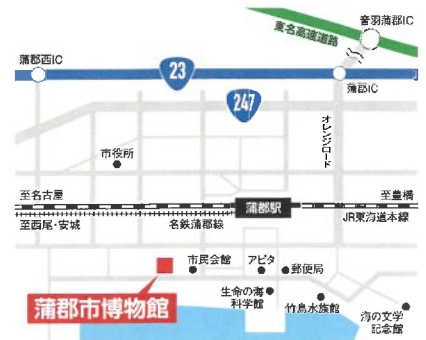 音羽蒲郡IC
東名高速道路
蒲郡西IC
23
蒲郡IC
247
オレンジロード
市役所
至名古屋
蒲郡駅
至豊橋
至西尾・安城
名鉄蒲郡線
JR東海道本線
市民会館
アピタ
郵便局
蒲郡市博物館
生命の海
科学館
竹島水族館
海の文学
記念館